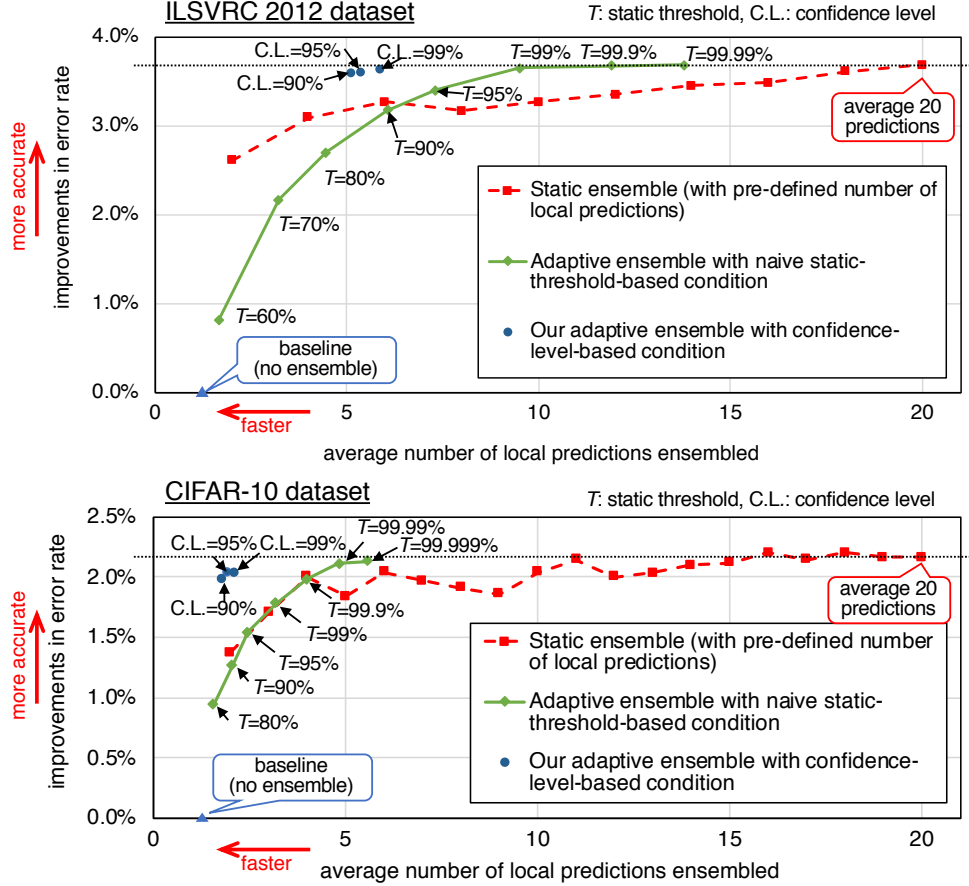 ILSVRC 2012 dataset
T: static threshold, C.L.: confidence level
4.0%
3.0%
2.0%
1.0%
0.0%
more accurate
improvements in error rate
C.L.=95%
C.L.=99%
C.L.=90%
T=99%
T=99.9%
T=99.99%
T=95%
T=90%
T=80%
T=70%
T=60%
average 20
predictions
Static ensemble (with pre-defined number of
local predictions)
Adaptive ensemble with naive static-
threshold-based condition
Our adaptive ensemble with confidence-
level-based condition
baseline
(no ensemble)
0
5
10
15
20
faster
average number of local predictions ensembled
CIFAR-10 dataset
T: static threshold, C.L.: confidence level
2.5%
2.0%
1.5%
1.0%
0.5%
0.0%
more accurate
improvements in error rate
C.L.=95%
C.L.=99%
C.L.=90%
T=99.99%
T=99.999%
T=99.9%
T=99%
T=95%
T=90%
T=80%
average 20
predictions
Static ensemble (with pre-defined number
of local predictions)
Adaptive ensemble with naive static-
threshold-based condition
Our adaptive ensemble with confidence-
level-based condition
baseline
(no ensemble)
0
5
10
15
20
faster
average number of local predictions ensembled